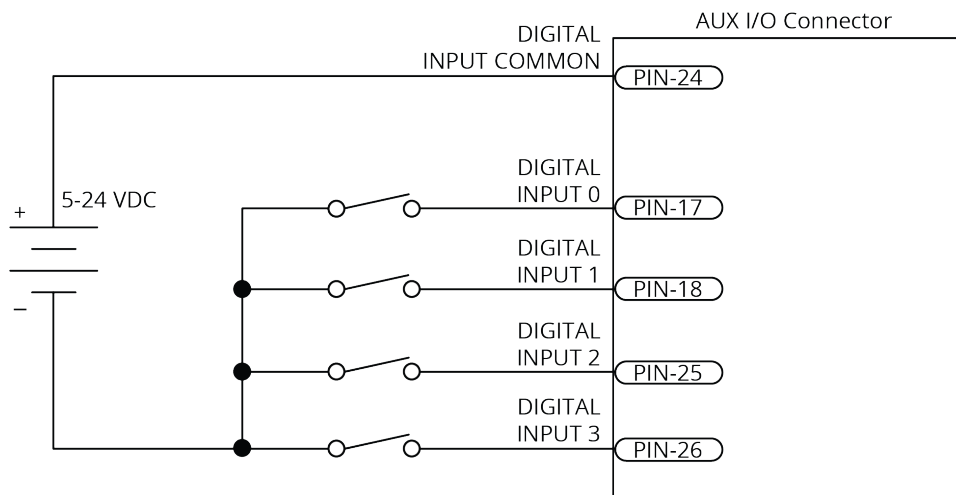 AUX I/O Connector
DIGITAL
INPUT COMMON
PIN-24
DIGITAL
INPUT 0
PIN-17
5-24 VDC
+
–
DIGITAL
INPUT 1
PIN-18
DIGITAL
INPUT 2
PIN-25
DIGITAL
INPUT 3
PIN-26